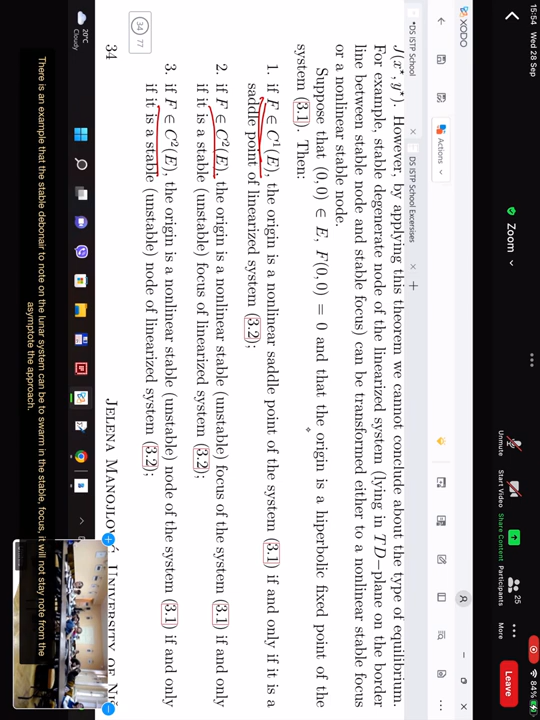 15:54 Wed 28 Sep
84%
Zoom
Unmute
Start Video
Share Content
25
Participants
More
Leave
XODO
*DS ISTP School
DS ISTP School Excersises
Actions
J(x*, y*). However, by applying this theorem we cannot conclude about the type of equilibrium.
For example, stable degenerate node of the linearized system (lying in TD−plane on the border
line between stable node and stable focus) can be transformed either to a nonlinear stable focus
or a nonlinear stable node.
Suppose that (0,0) ∈ E, F(0,0) = 0 and that the origin is a hiperbolic fixed point of the
system (3.1). Then:
1. if F ∈ C¹(E), the origin is a nonlinear saddle point of the system (3.1) if and only if it is a
saddle point of linearized system (3.2);
2. if F ∈ C²(E), the origin is a nonlinear stable (unstable) focus of the system (3.1) if and only
if it is a stable (unstable) focus of linearized system (3.2);
3. if F ∈ C²(E), the origin is a nonlinear stable (unstable) node of the system (3.1) if and only
if it is a stable (unstable) node of linearized system (3.2);
34 JELENA MANOJLOVIĆ, UNIVERSITY OF NIŠ
34 77
20°C
Cloudy
There is an example that the stable debonair to note on the lunar system can be to swarm in the stable, focus, it will not stay note from the
asymptote the approach.